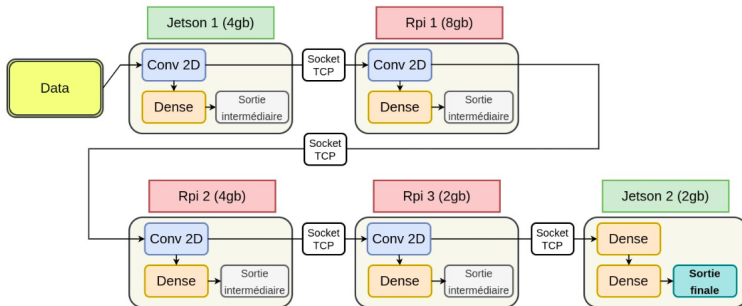 Jetson 1 (4gb)
Rpi 1 (8gb)
Data
Conv 2D
Socket
TCP
Conv 2D
Dense
Sortie
intermédiaire
Dense
Sortie
intermédiaire
Socket
TCP
Rpi 2 (4gb)
Rpi 3 (2gb)
Jetson 2 (2gb)
Conv 2D
Socket
TCP
Conv 2D
Socket
TCP
Dense
Dense
Sortie
intermédiaire
Dense
Sortie
intermédiaire
Dense
Sortie
finale